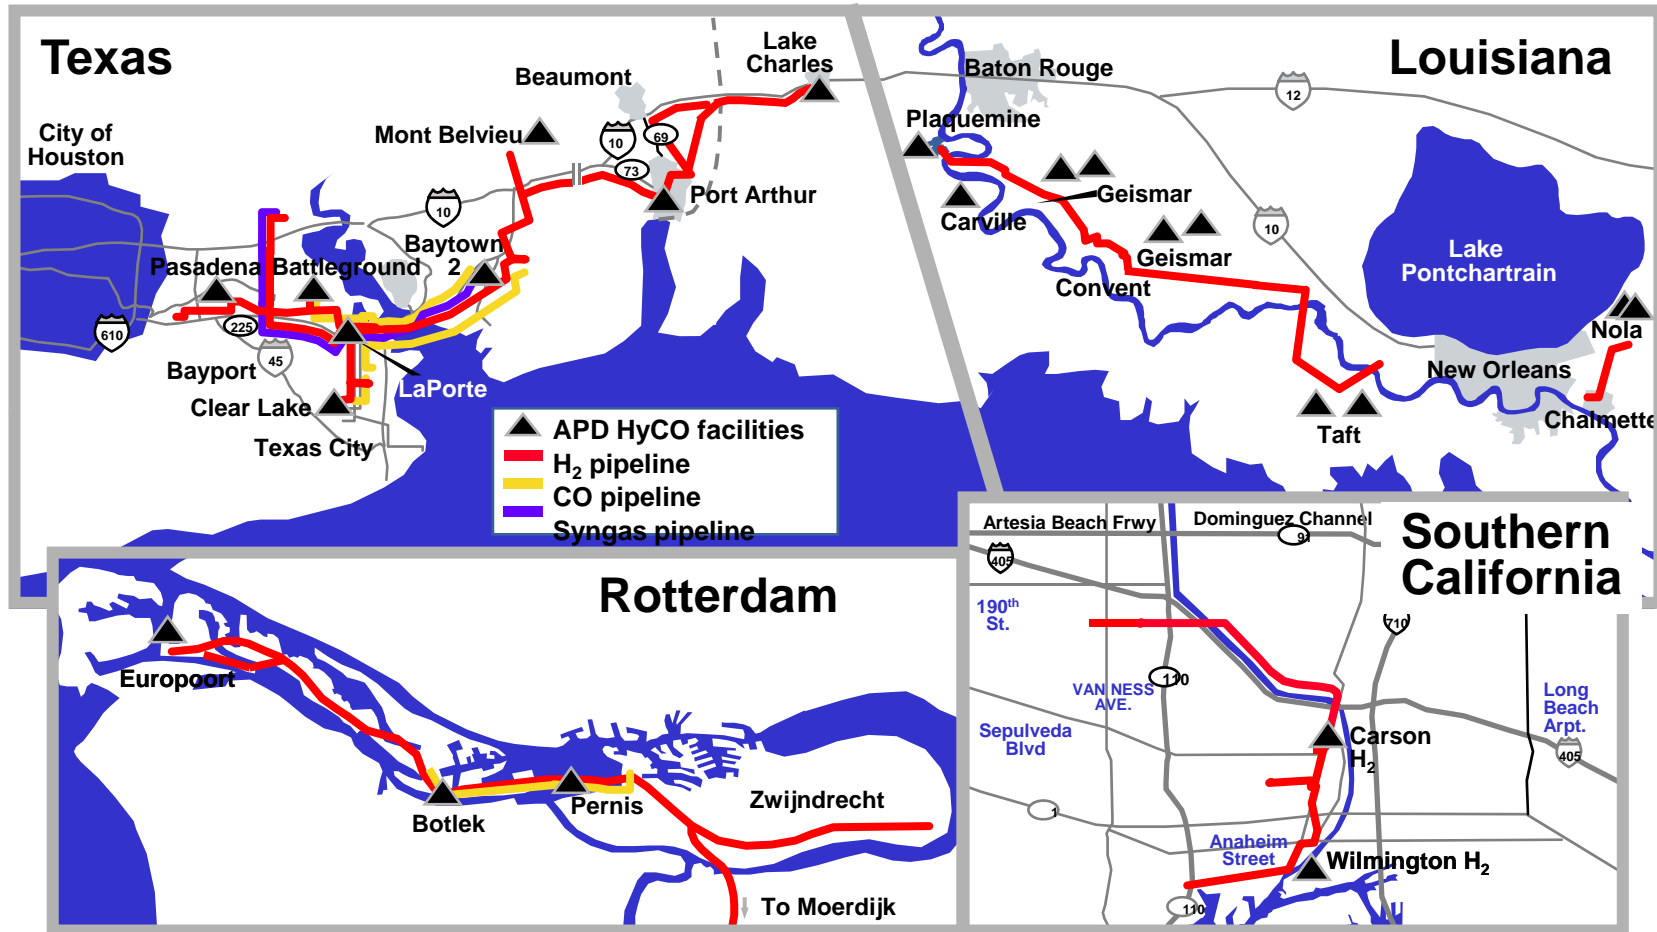 Texas
Lake
Charles
Beaumont
City of
Houston
Mont Belvieu
10
69
73
Port Arthur
10
Baytown
2
Pasadena
Battleground
610
225
45
Bayport
LaPorte
Clear Lake
Texas City
APD HyCO facilities
H2 pipeline
CO pipeline
Syngas pipeline
Louisiana
Baton Rouge
12
Plaquemine
Geismar
Carville
10
Geismar
Convent
Lake
Pontchartrain
Nola
New Orleans
Chalmette
Taft
Rotterdam
Europoort
Botlek
Pernis
Zwijndrecht
To Moerdijk
Southern
California
Artesia Beach Frwy
Dominguez Channel
91
405
190th
St.
710
110
VAN NESS
AVE.
Long
Beach
Arpt.
Sepulveda
Blvd
Carson
H2
405
1
Anaheim
Street
Wilmington H2
110